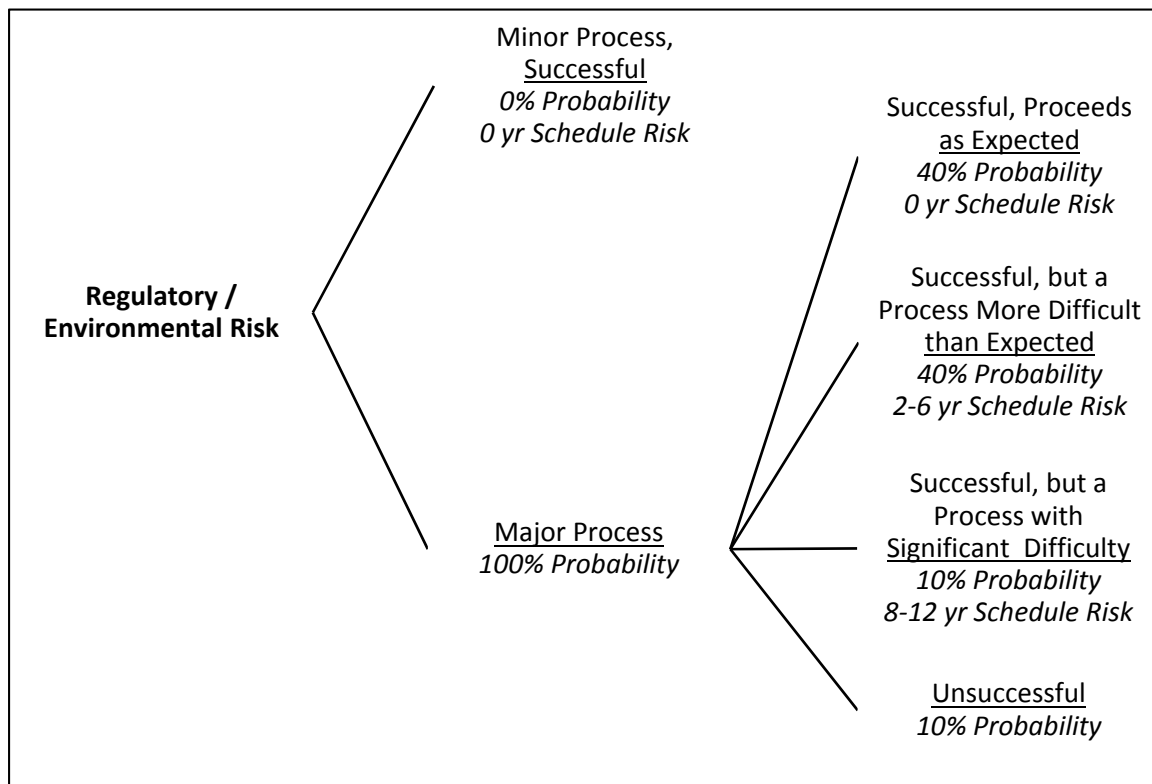 Minor Process,
Successful
0% Probability
0 yr Schedule Risk
Successful, Proceeds
as Expected
40% Probability
0 yr Schedule Risk
Regulatory /
Environmental Risk
Successful, but a
Process More Difficult
than Expected
40% Probability
2-6 yr Schedule Risk
Major Process
100% Probability
Successful, but a
Process with
Significant Difficulty
10% Probability
8-12 yr Schedule Risk
Unsuccessful
10% Probability